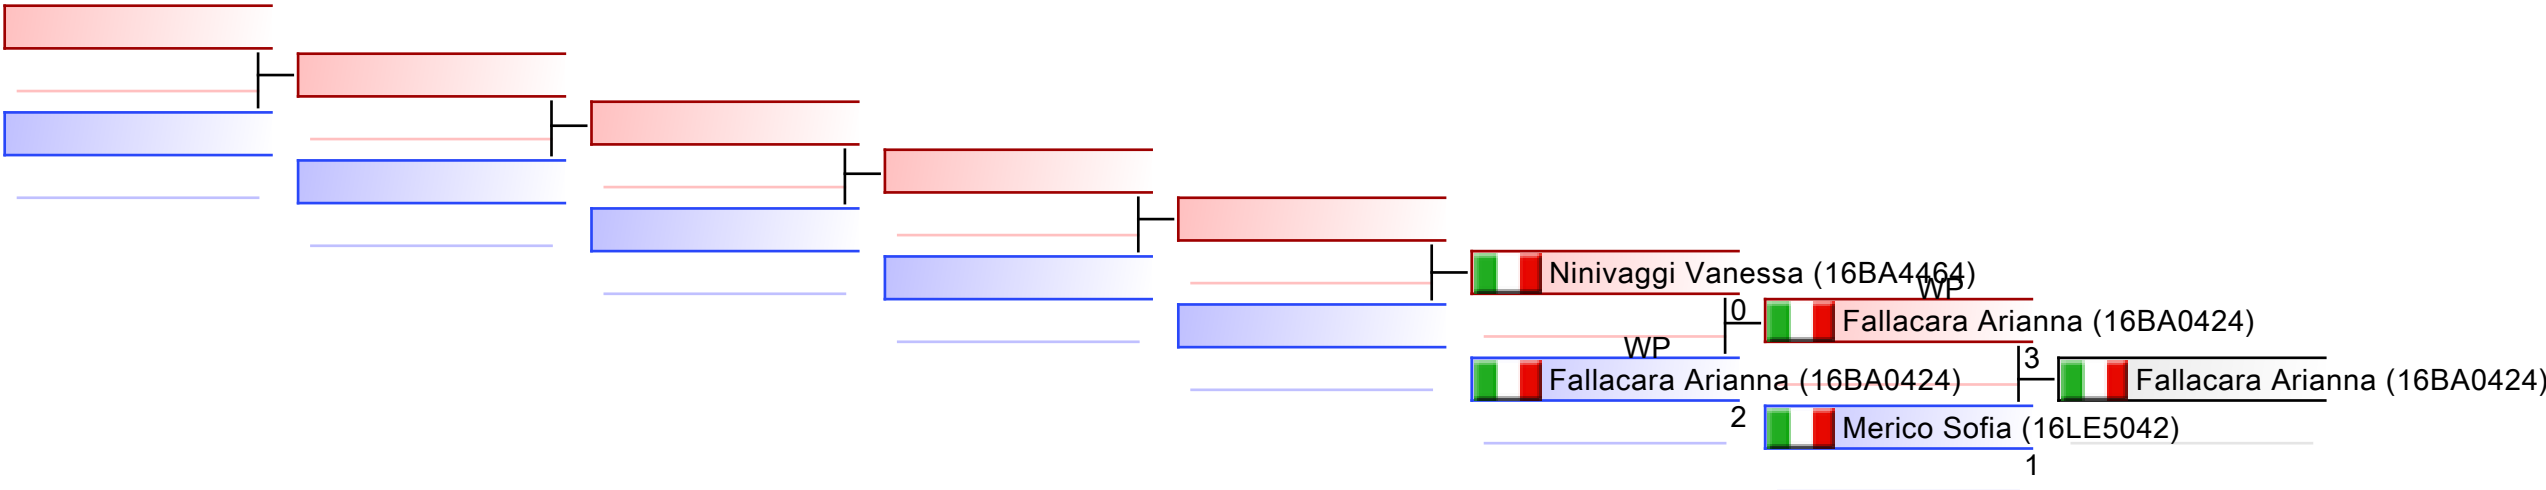 Ninivaggi Vanessa (16BA4464)
WP
0
Fallacara Arianna (16BA0424)
WP
3
Fallacara Arianna (16BA0424)
Fallacara Arianna (16BA0424)
2
Merico Sofia (16LE5042)
1